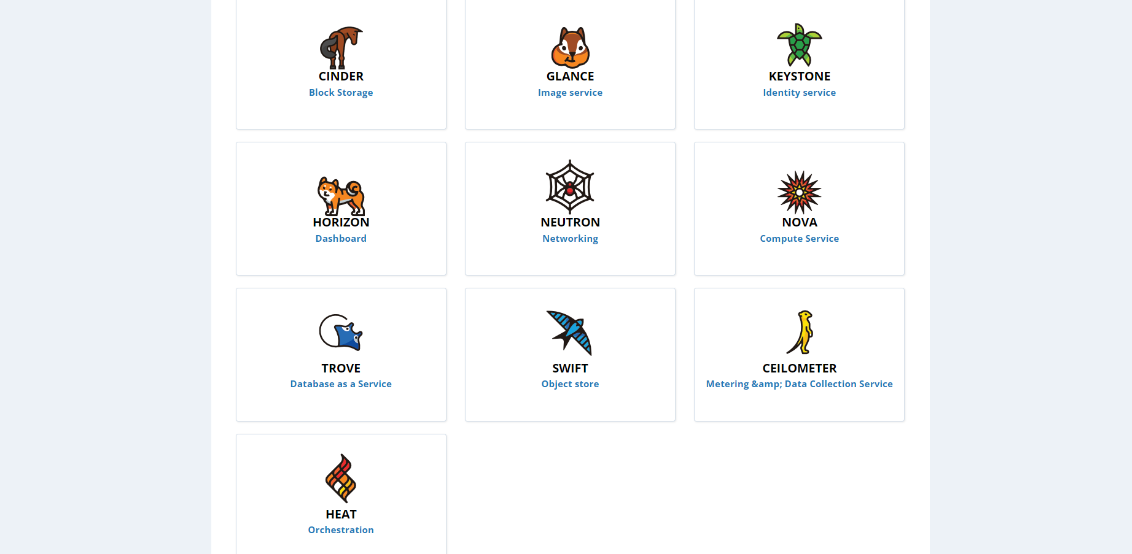 CINDER
Block Storage
GLANCE
Image service
KEYSTONE
Identity service
HORIZON
Dashboard
NEUTRON
Networking
NOVA
Compute Service
TROVE
Database as a Service
SWIFT
Object store
CEILOMETER
Metering &amp;amp; Data Collection Service
HEAT
Orchestration